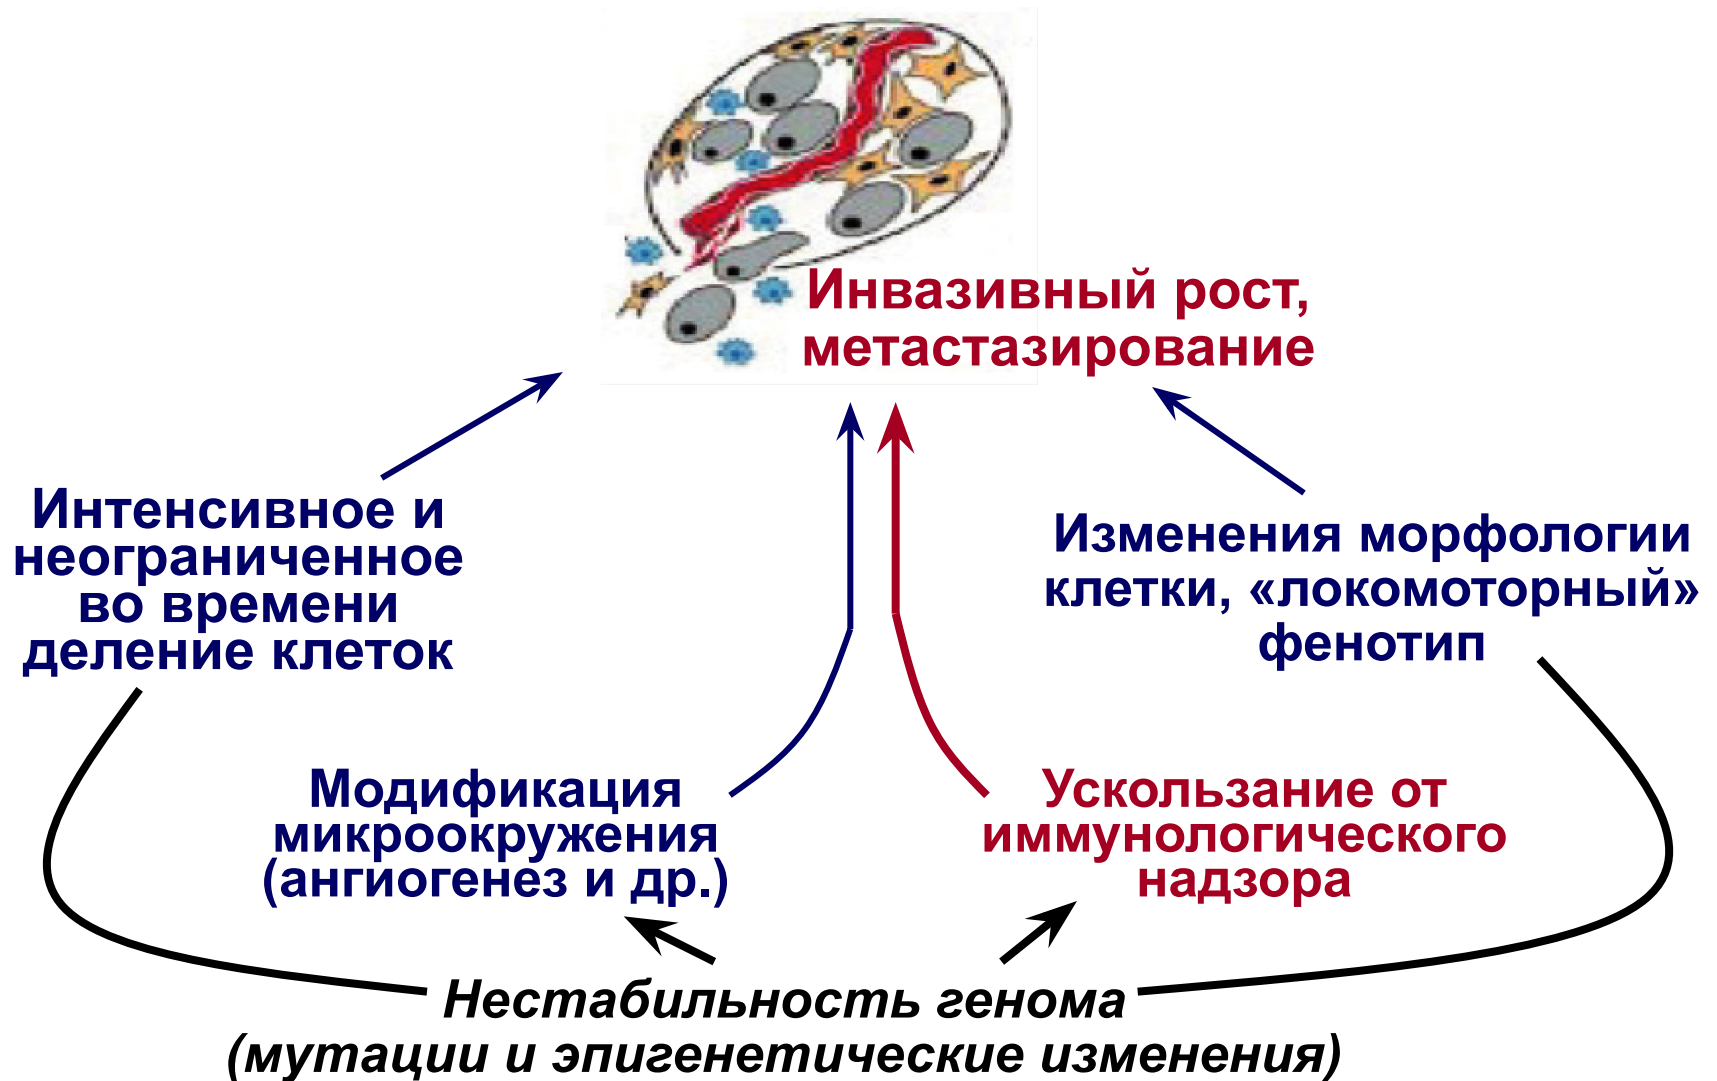 Инвазивный рост,
метастазирование
Интенсивное и
неограниченное
во времени
деление клеток
Изменения морфологии
клетки, «локомоторный»
фенотип
Модификация
микроокружения
(ангиогенез и др.)
Ускользание от
иммунологического
надзора
Нестабильность генома
(мутации и эпигенетические изменения)